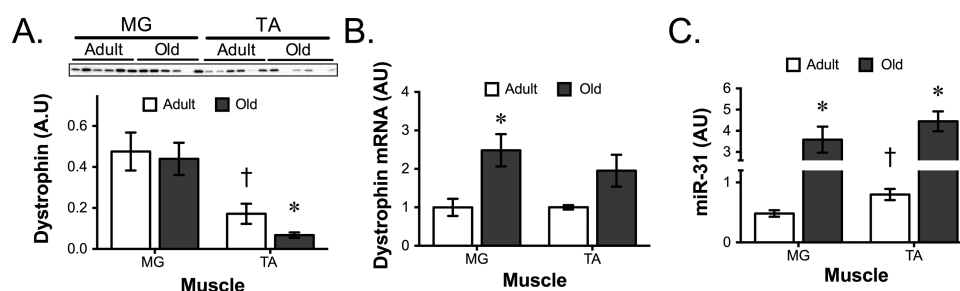 A.
MG TA
Adult Old Adult Old
Adult Old
Dystrophin (A.U)
0.6
0.4
0.2
0.0
†
*
MG TA
Muscle
B.
Adult Old
Dystrophin mRNA (AU)
4
3
2
1
0
*
MG TA
Muscle
C.
Adult Old
miR-31 (AU)
6
5
4
3
1
0
*
†
*
MG TA
Muscle